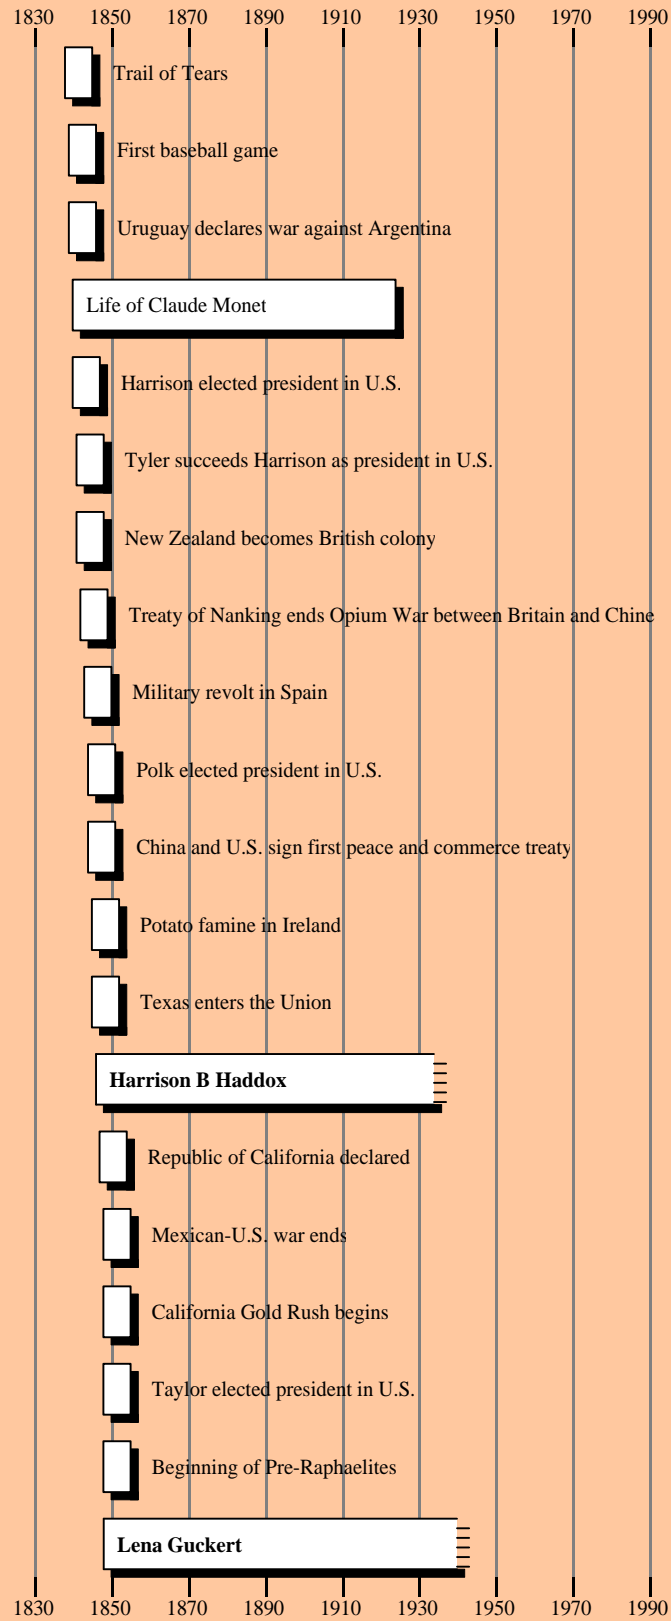 1830 1850 1870 1890 1910 1930 1950 1970 1990
Trail of Tears
First baseball game
Uruguay declares war against Argentina
Life of Claude Monet
Harrison elected president in U.S.
Tyler succeeds Harrison as president in U.S.
New Zealand becomes British colony
Treaty of Nanking ends Opium War between Britain and Chine
Military revolt in Spain
Polk elected president in U.S.
China and U.S. sign first peace and commerce treaty
Potato famine in Ireland
Texas enters the Union
Harrison B Haddox
Republic of California declared
Mexican-U.S. war ends
California Gold Rush begins
Taylor elected president in U.S.
Beginning of Pre-Raphaelites
Lena Guckert
1830 1850 1870 1890 1910 1930 1950 1970 1990